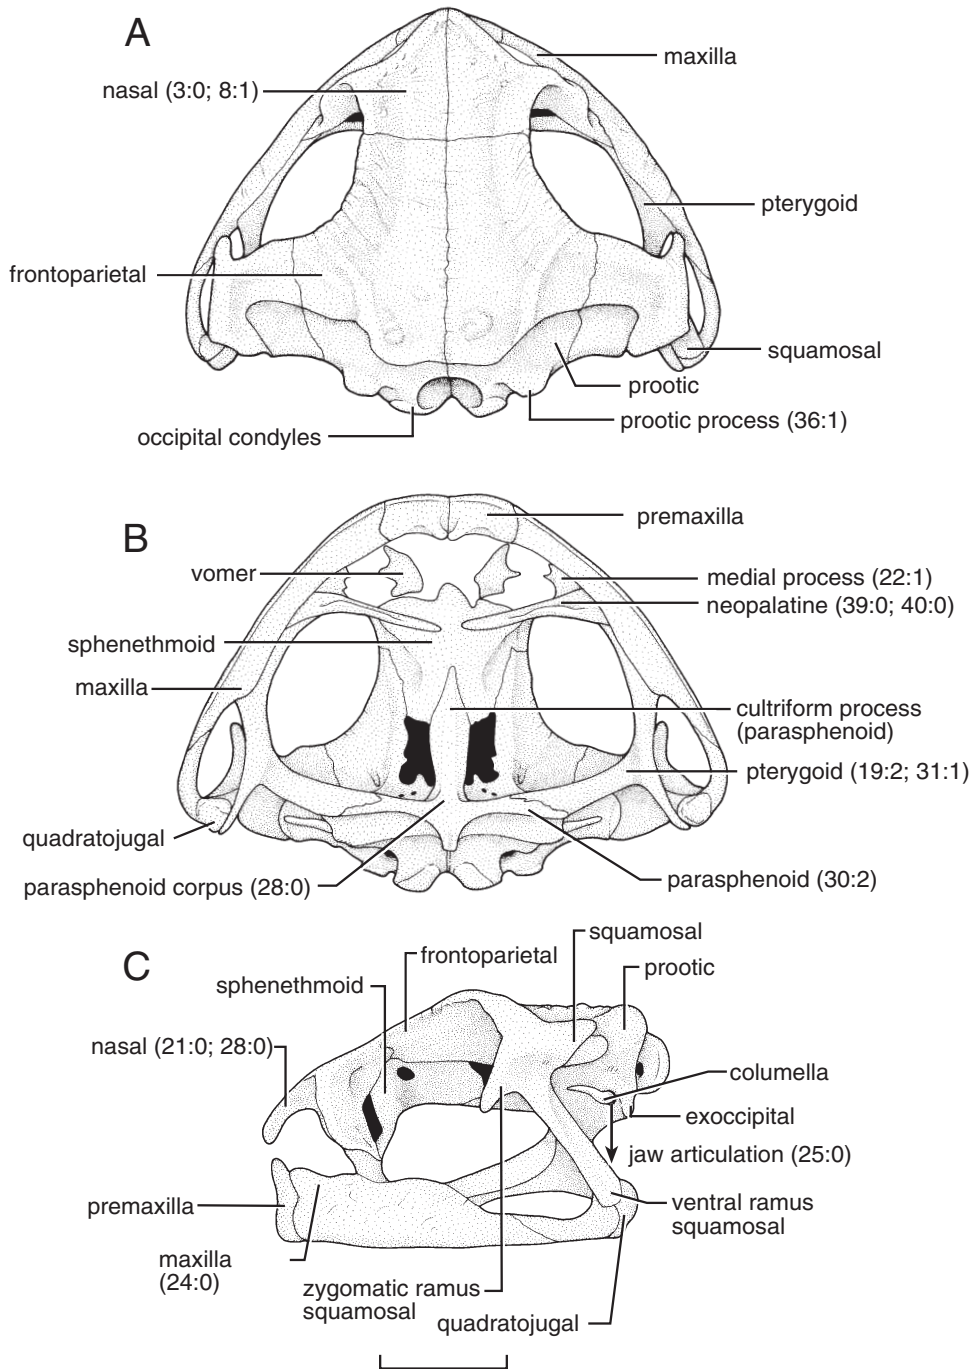 A
maxilla
nasal (3:0; 8:1)
pterygoid
frontoparietal
squamosal
prootic
prootic process (36:1)
occipital condyles
B
premaxilla
vomer
medial process (22:1)
neopalatine (39:0; 40:0)
sphenethmoid
maxilla
cultriform process
(parasphenoid)
pterygoid (19:2; 31:1)
quadratojugal
parasphenoid corpus (28:0)
parasphenoid (30:2)
C
squamosal
frontoparietal
prootic
sphenethmoid
nasal (21:0; 28:0)
columella
exoccipital
jaw articulation (25:0)
premaxilla
ventral ramus
squamosal
maxilla
(24:0)
zygomatic ramus
squamosal
quadratojugal